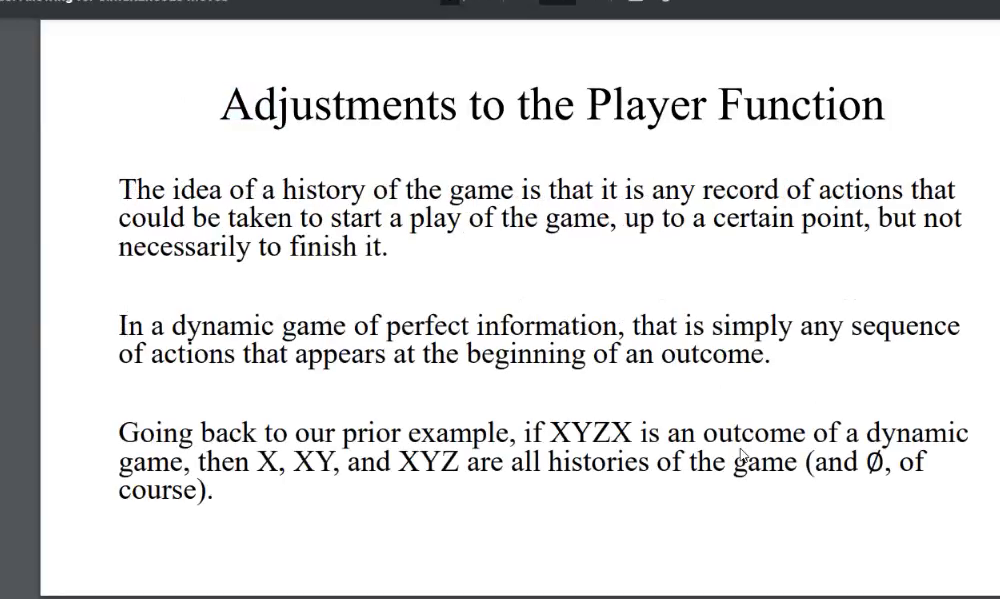 Adjustments to the Player Function
The idea of a history of the game is that it is any record of actions that
could be taken to start a play of the game, up to a certain point, but not
necessarily to finish it.
In a dynamic game of perfect information, that is simply any sequence
of actions that appears at the beginning of an outcome.
Going back to our prior example, if XYZX is an outcome of a dynamic
game, then X, XY, and XYZ are all histories of the game (and Ø, of
course).